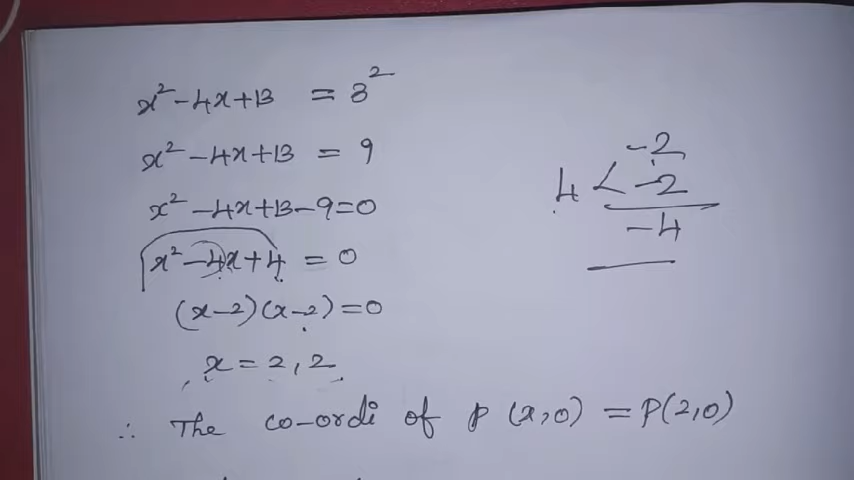 x² - 4x + 13 = 3²
x² - 4x + 13 = 9
x² - 4x + 13 - 9 = 0
x² - 4x + 4 = 0
(x-2)(x-2) = 0
x = 2, 2
∴ The co-ordi of P (x,0) = P(2,0)
-2
4 < -2
-4